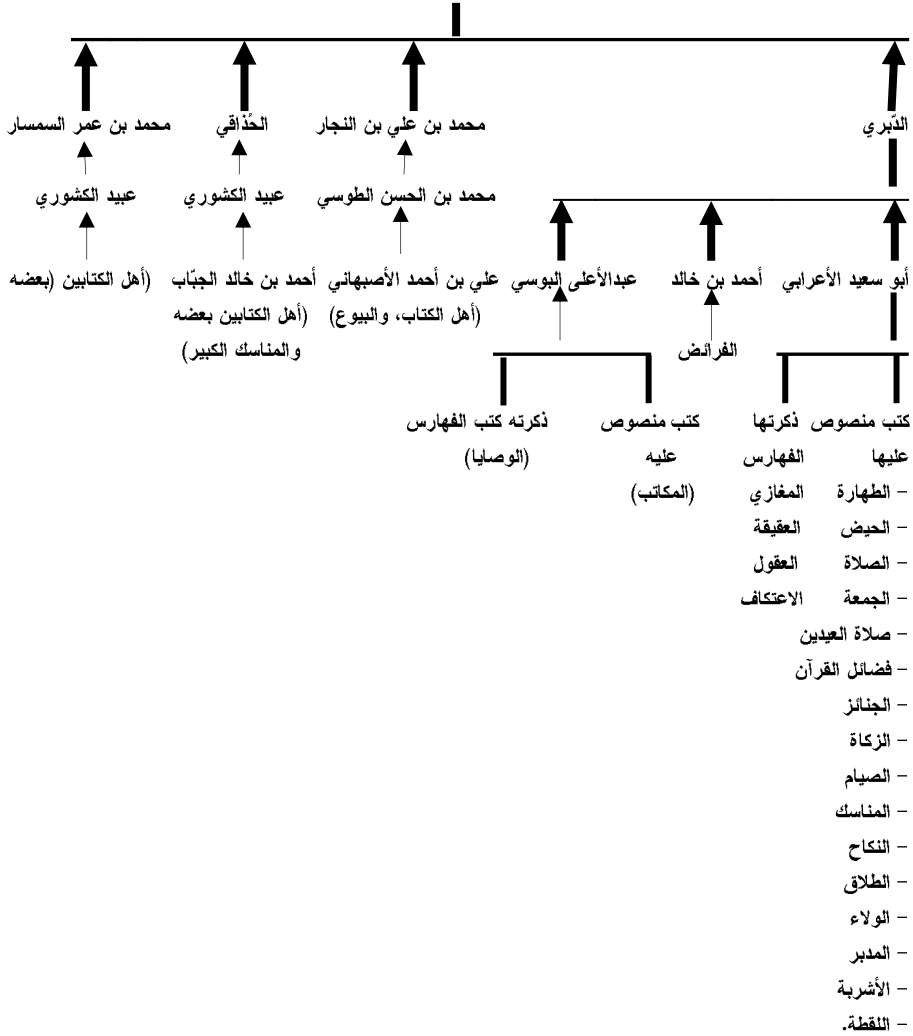 الدّبري محمد بن علي بن النجار الحُذاقي محمد بن عمر السمسار
محمد بن الحسن الطوسي عبيد الكشوري عبيد الكشوري
أبو سعيد الأعرابي أحمد بن خالد عبدالأعلى البوسي علي بن أحمد الأصبهاني أحمد بن خالد الجبّاب (أهل الكتابين (بعضه
(أهل الكتاب، والبيوع) (أهل الكتابين بعضه
الفرائض والمناسك الكبير)
كتب منصوص ذكرتها كتب منصوص ذكرته كتب الفهارس
عليها الفهارس عليه (الوصايا)
– الطهارة المغازي (المكاتب)
– الحيض العقيقة
– الصلاة العقول
– الجمعة الاعتكاف
– صلاة العيدين
– فضائل القرآن
– الجنائز
– الزكاة
– الصيام
– المناسك
– النكاح
– الطلاق
– الولاء
– المدبر
– الأشربة
– اللقطة.